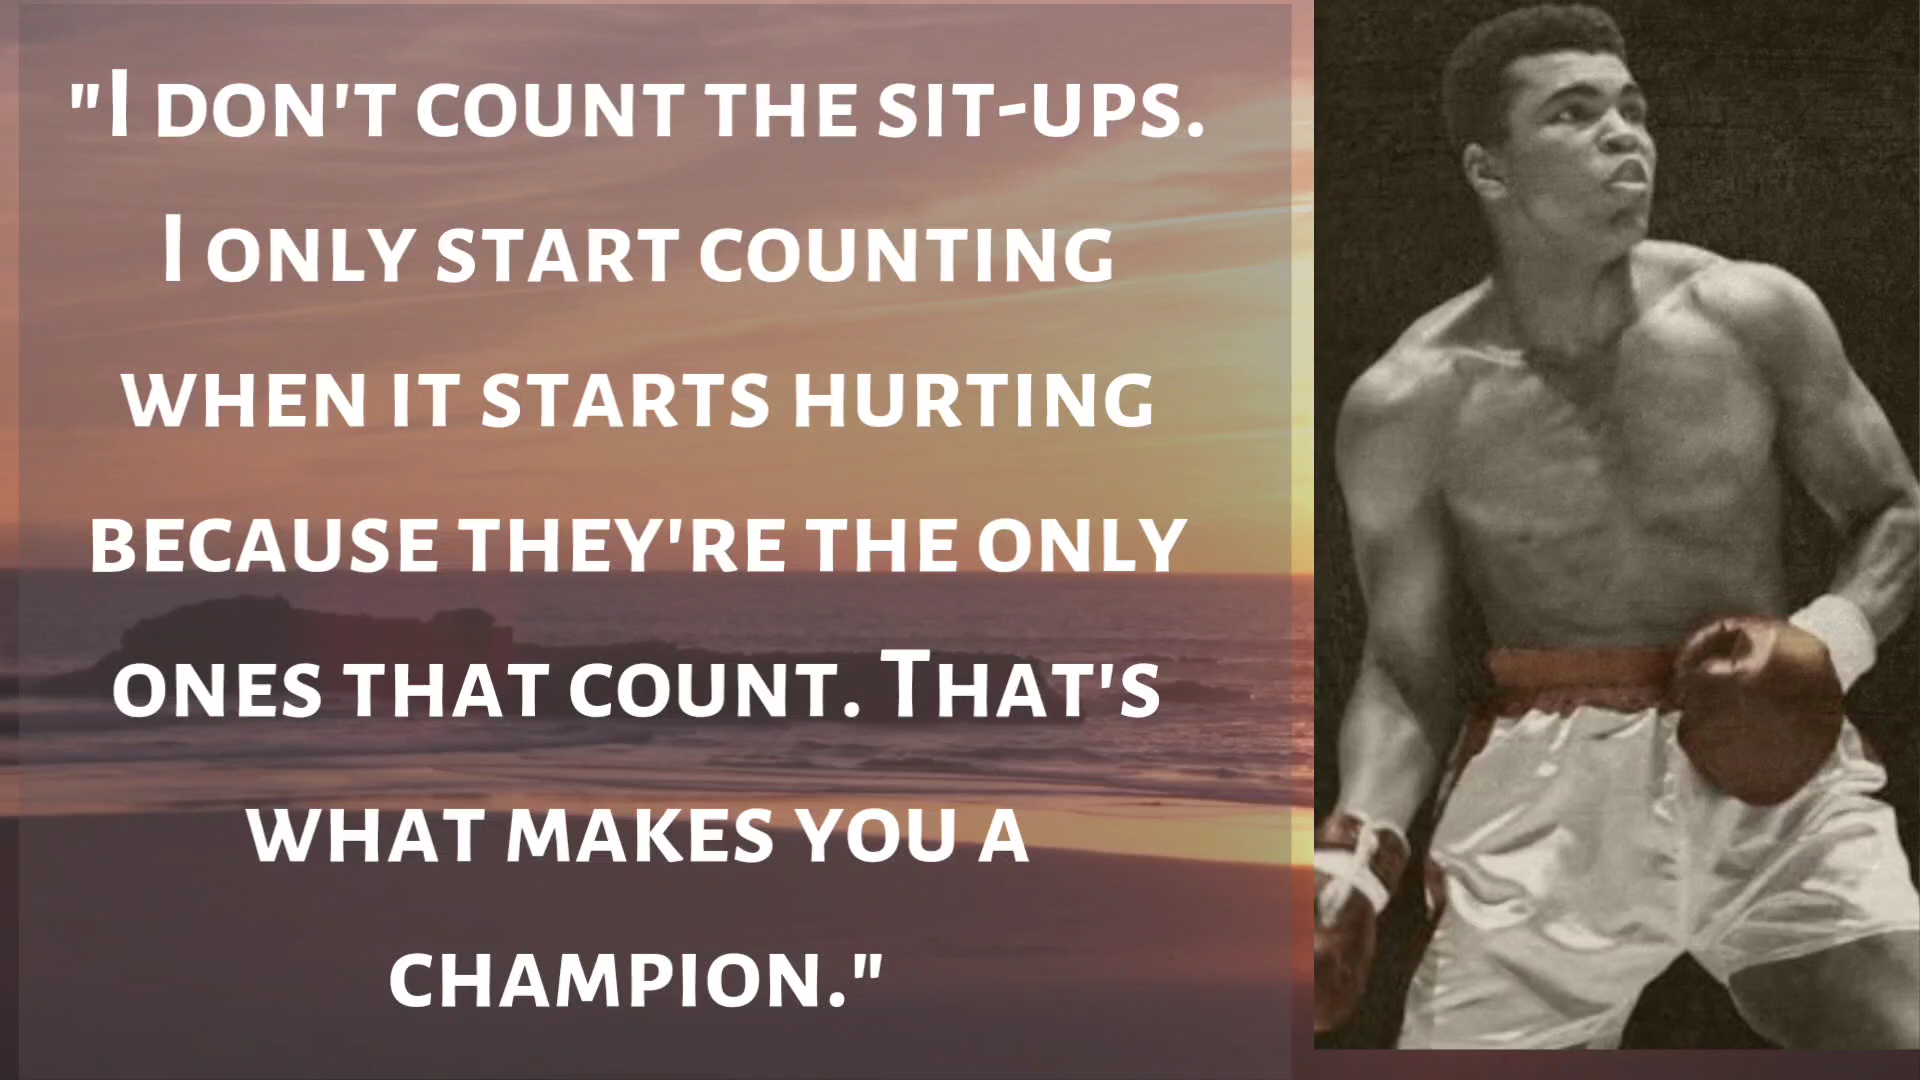 "I don't count the sit-ups.
I only start counting
when it starts hurting
because they're the only
ones that count. That's
what makes you a
champion."